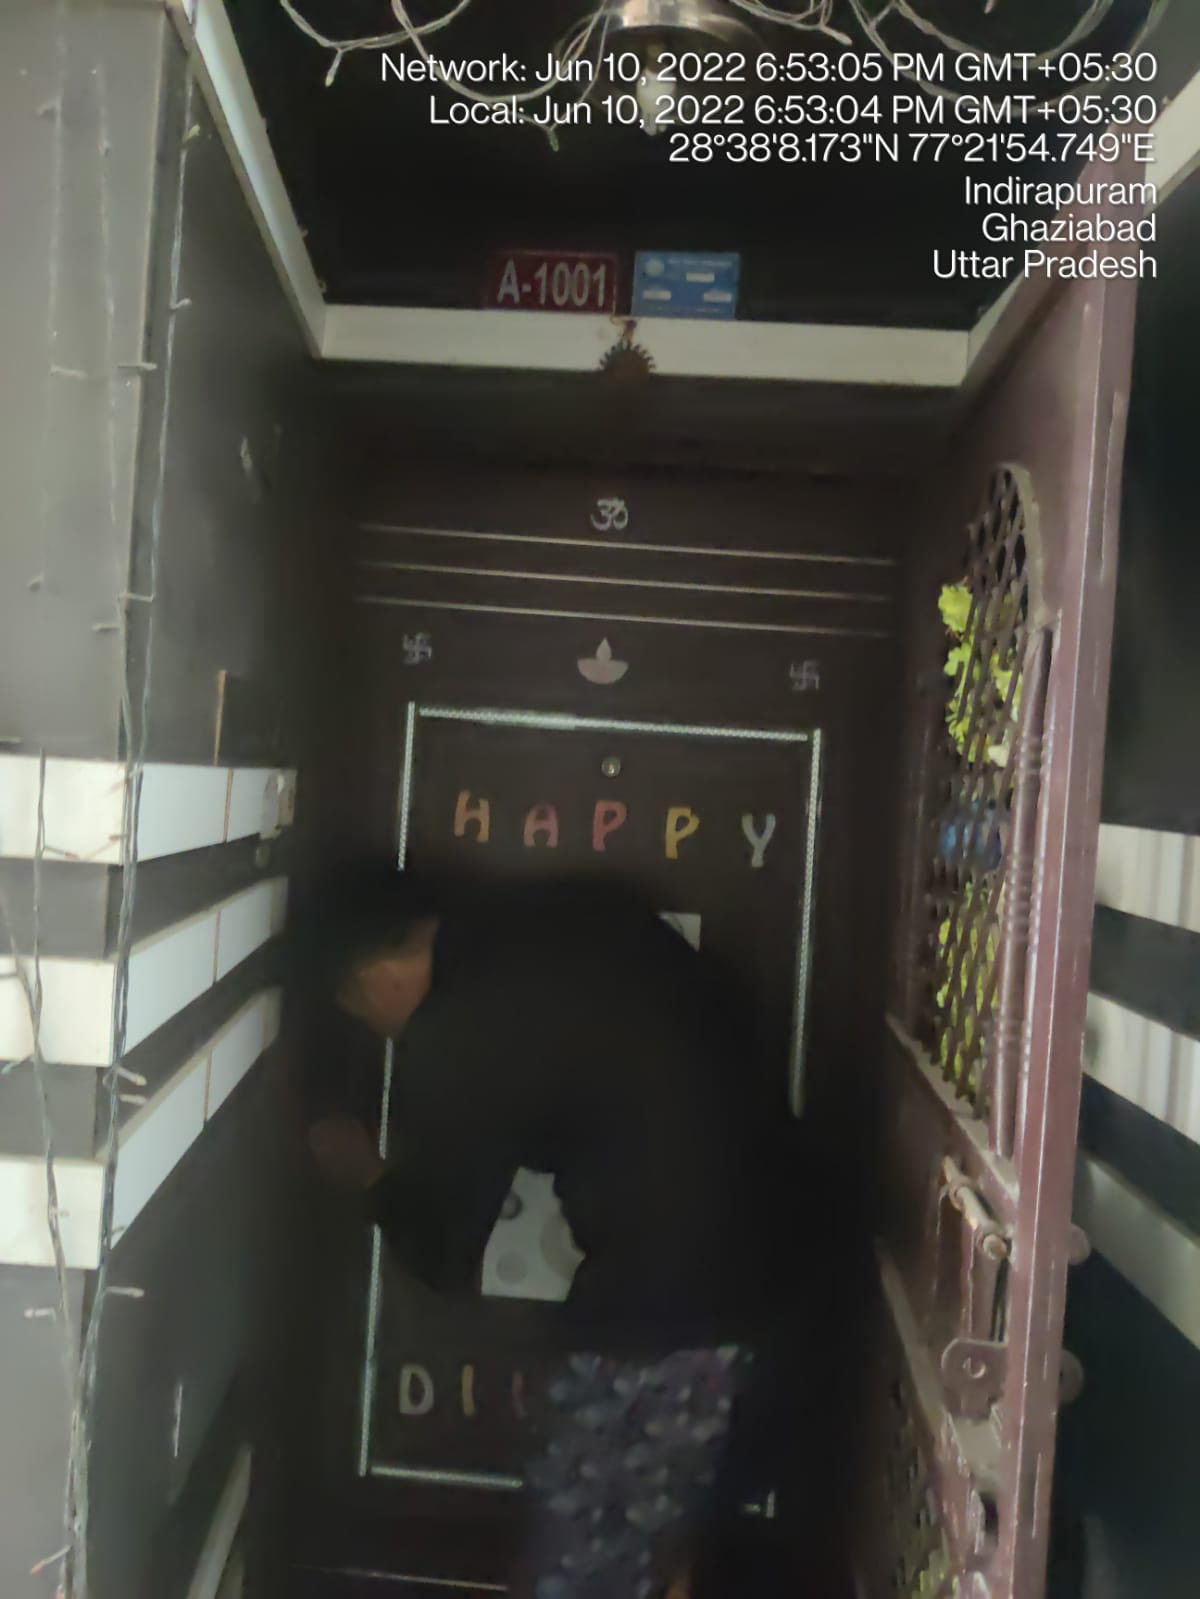 Network: Jun 10, 2022 6:53:05 PM GMT+05:30
Local: Jun 10, 2022 6:53:04 PM GMT+05:30
28°38'8.173"N 77°21'54.749"E
Indirapuram
Ghaziabad
Uttar Pradesh
A-1001
ॐ
HAPPY
DI